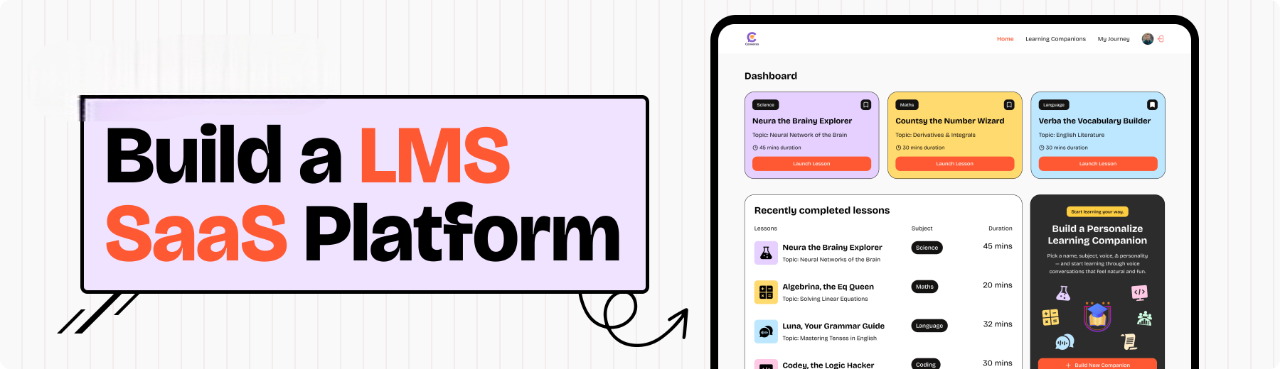 Build a LMS
SaaS Platform
Home Learning Companions My Journey
Dashboard
Science
Neura the Brainy Explorer
Topic: Neural Network of the Brain
45 mins duration
Launch Lesson
Maths
Countsy the Number Wizard
Topic: Derivatives & Integrals
30 mins duration
Launch Lesson
Language
Verba the Vocabulary Builder
Topic: English Literature
30 mins duration
Launch Lesson
Recently completed lessons
Lessons Subject Duration
Neura the Brainy Explorer Science 45 mins
Topic: Neural Networks of the Brain
Algebrina, the Eq Queen Maths 20 mins
Topic: Solving Linear Equations
Luna, Your Grammar Guide Language 32 mins
Topic: Mastering Tenses in English
Codey, the Logic Hacker Coding 30 mins
Start learning your way.
Build a Personalize
Learning Companion
Pick a name, subject, voice, & personality
— and start learning through voice
conversations that feel natural and fun.
+ Build New Companion